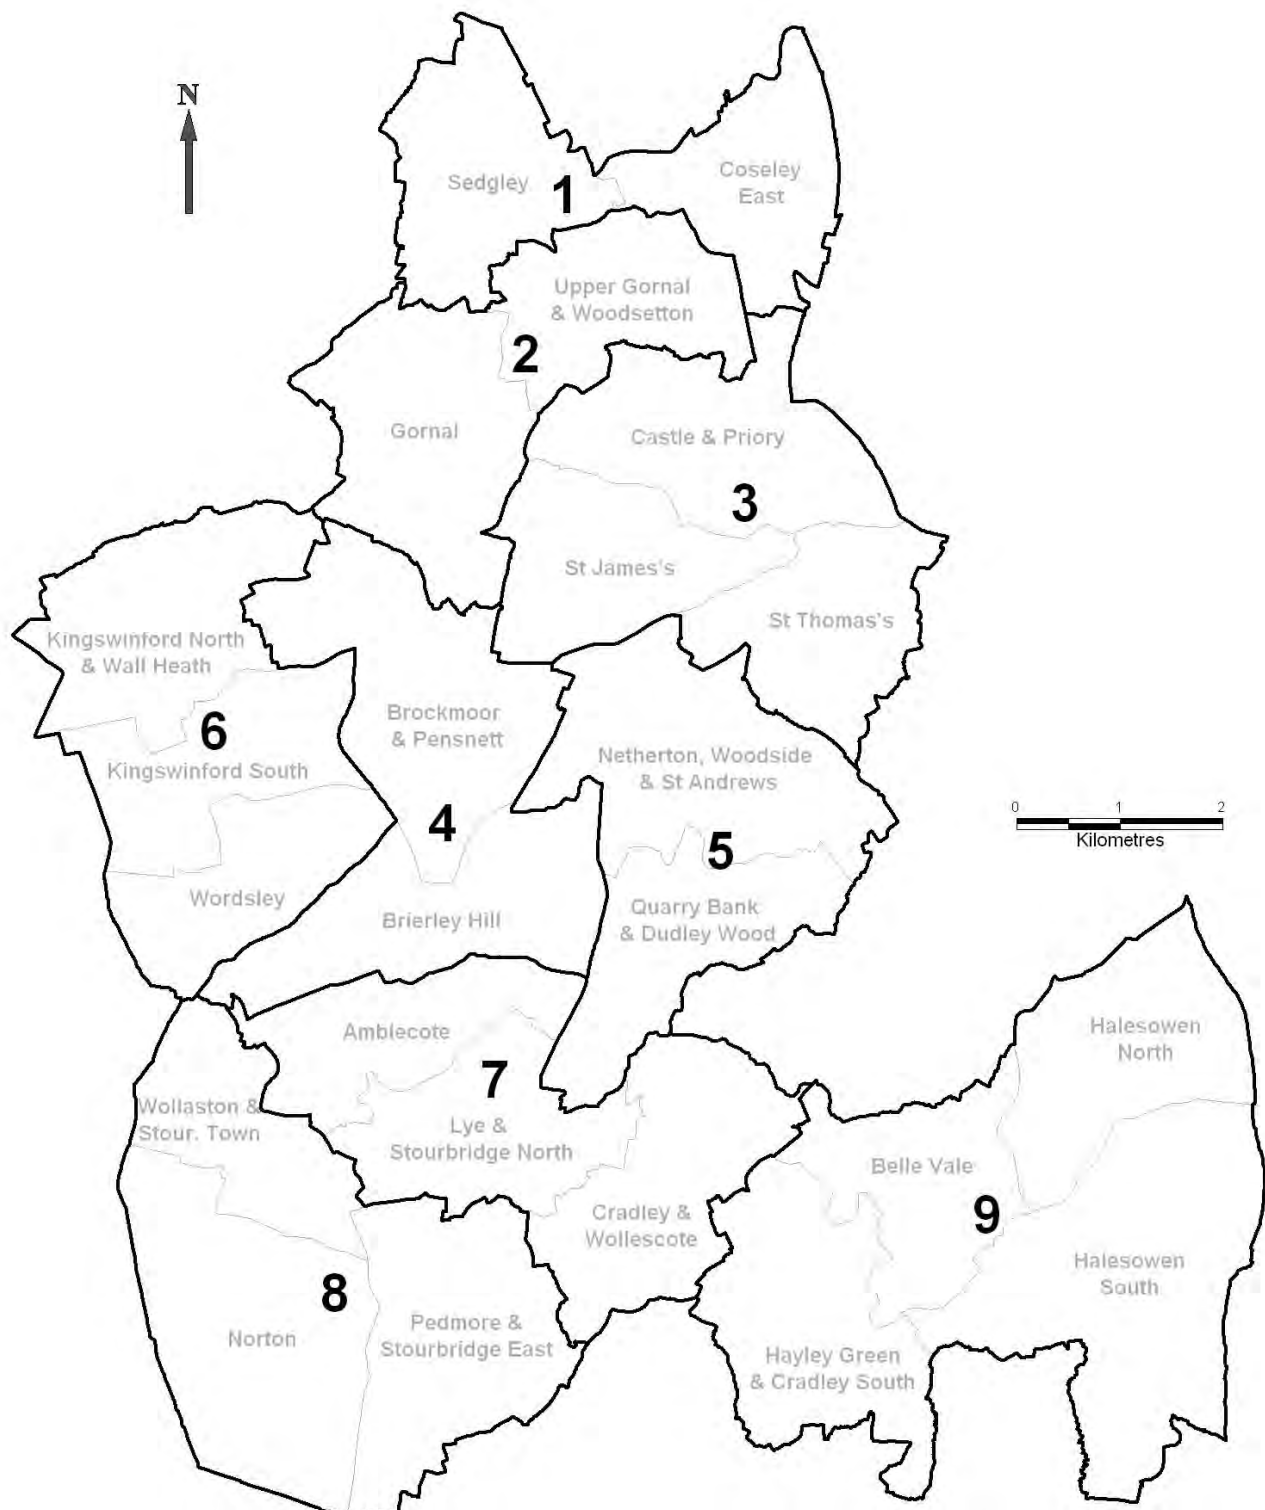 N
Sedgley
1
Coseley
East
Upper Gornal
& Woodsetton
2
Gornal
Castle & Priory
3
St James's
St Thomas's
Kingswinford North
& Wall Heath
6
Kingswinford South
Wordsley
Brockmoor
& Pensnett
4
Brierley Hill
Netherton, Woodside
& St Andrews
5
Quarry Bank
& Dudley Wood
0 1 2
Kilometres
Amblecote
7
Lye &
Stourbridge North
Cradley &
Wollescote
Wollaston &
Stour. Town
8
Norton
Pedmore &
Stourbridge East
Halesowen
North
Belle Vale
9
Halesowen
South
Hayley Green
& Cradley South